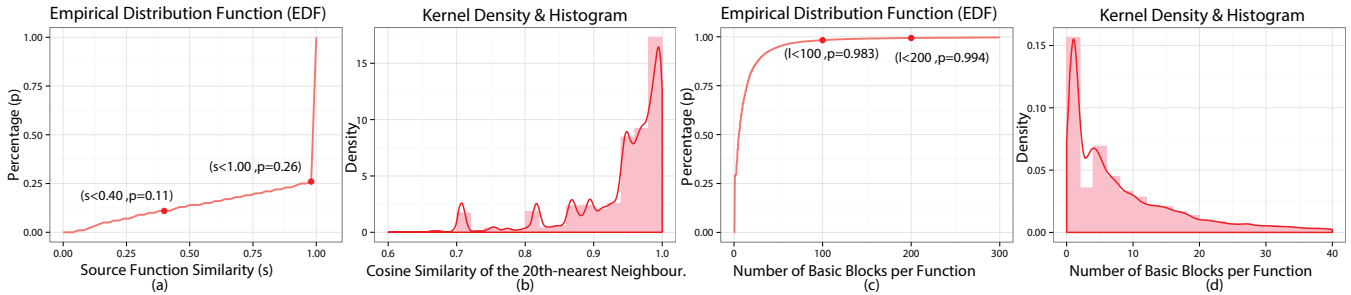 Empirical Distribution Function (EDF)
Percentage (p)
1.00
0.75
0.50
0.25
0.00
(s<1.00 ,p=0.26)
(s<0.40 ,p=0.11)
0.00 0.25 0.50 0.75 1.00
Source Function Similarity (s)
(a)
Kernel Density & Histogram
Density
15
10
5
0
0.6 0.7 0.8 0.9 1.0
Cosine Similarity of the 20th-nearest Neighbour.
(b)
Empirical Distribution Function (EDF)
Percentage (p)
1.00
0.75
0.50
0.25
0.00
(l<100 ,p=0.983)
(l<200 ,p=0.994)
0 100 200 300
Number of Basic Blocks per Function
(c)
Kernel Density & Histogram
Density
0.15
0.10
0.05
0.00
0 10 20 30 40
Number of Basic Blocks per Function
(d)